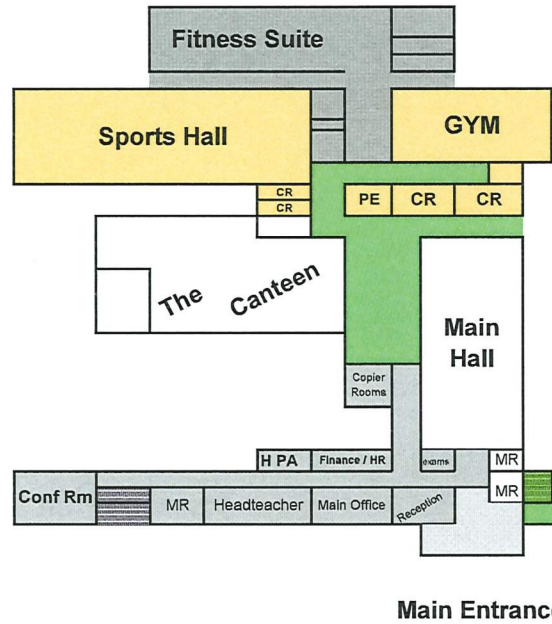 Fitness Suite
Sports Hall
GYM
CR
CR
PE
CR
CR
The Canteen
Main
Hall
Copier
Rooms
H PA
Finance / HR
exams
MR
Conf Rm
MR
Headteacher
Main Office
Reception
MR
Main Entrance